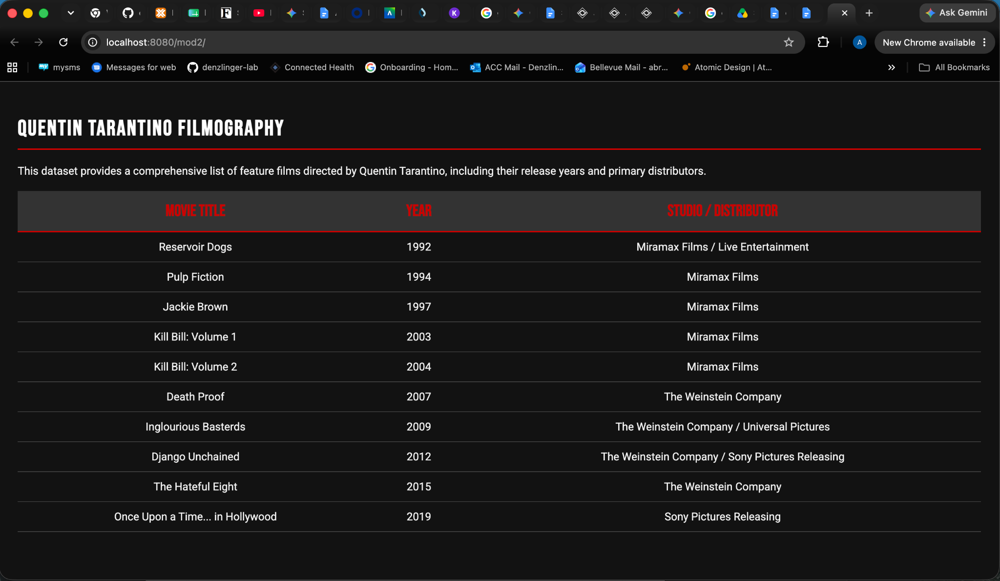 Ask Gemini
localhost:8080/mod2/
A
New Chrome available
mysms
Messages for web
denzlinger-lab
Connected Health
Onboarding - Hom...
ACC Mail - Denzlin...
Bellevue Mail - abr...
Atomic Design | At...
All Bookmarks
QUENTIN TARANTINO FILMOGRAPHY
This dataset provides a comprehensive list of feature films directed by Quentin Tarantino, including their release years and primary distributors.
MOVIE TITLE YEAR STUDIO / DISTRIBUTOR
Reservoir Dogs 1992 Miramax Films / Live Entertainment
Pulp Fiction 1994 Miramax Films
Jackie Brown 1997 Miramax Films
Kill Bill: Volume 1 2003 Miramax Films
Kill Bill: Volume 2 2004 Miramax Films
Death Proof 2007 The Weinstein Company
Inglourious Basterds 2009 The Weinstein Company / Universal Pictures
Django Unchained 2012 The Weinstein Company / Sony Pictures Releasing
The Hateful Eight 2015 The Weinstein Company
Once Upon a Time... in Hollywood 2019 Sony Pictures Releasing